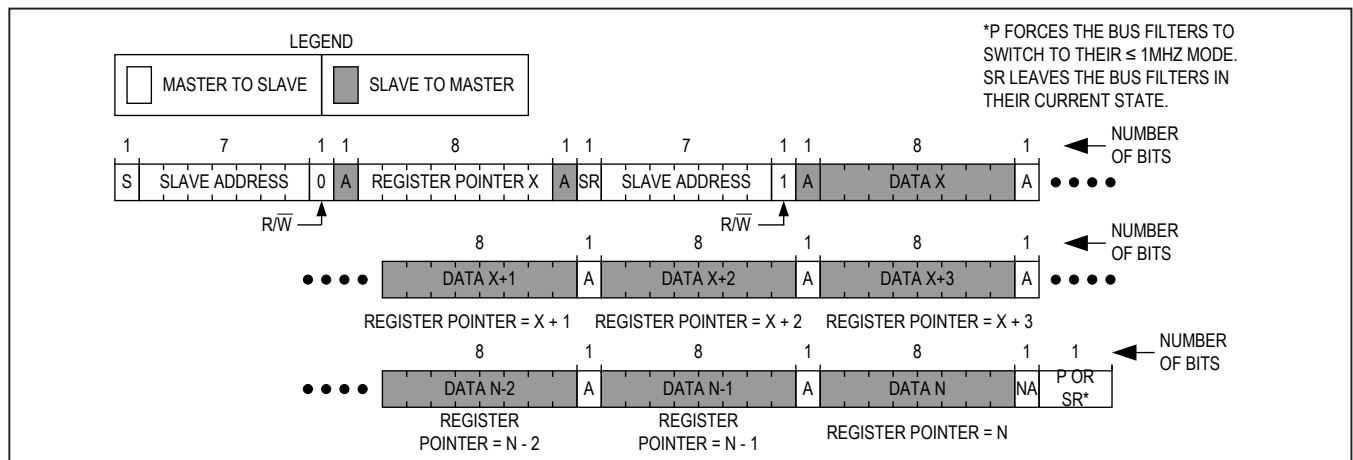 LEGEND
MASTER TO SLAVE
SLAVE TO MASTER
*P FORCES THE BUS FILTERS TO
SWITCH TO THEIR ≤ 1MHZ MODE.
SR LEAVES THE BUS FILTERS IN
THEIR CURRENT STATE.
1 7 1 1 8 1 1 7 1 1 8 1
NUMBER
OF BITS
S SLAVE ADDRESS 0 A REGISTER POINTER X A SR SLAVE ADDRESS 1 A DATA X A
R/W̅ R/W̅
8 1 8 1 8 1
NUMBER
OF BITS
DATA X+1 A DATA X+2 A DATA X+3 A
REGISTER POINTER = X + 1 REGISTER POINTER = X + 2 REGISTER POINTER = X + 3
8 1 8 1 8 1 1
NUMBER
OF BITS
DATA N-2 A DATA N-1 A DATA N NA P OR
SR*
REGISTER
POINTER = N - 2
REGISTER
POINTER = N - 1
REGISTER POINTER = N